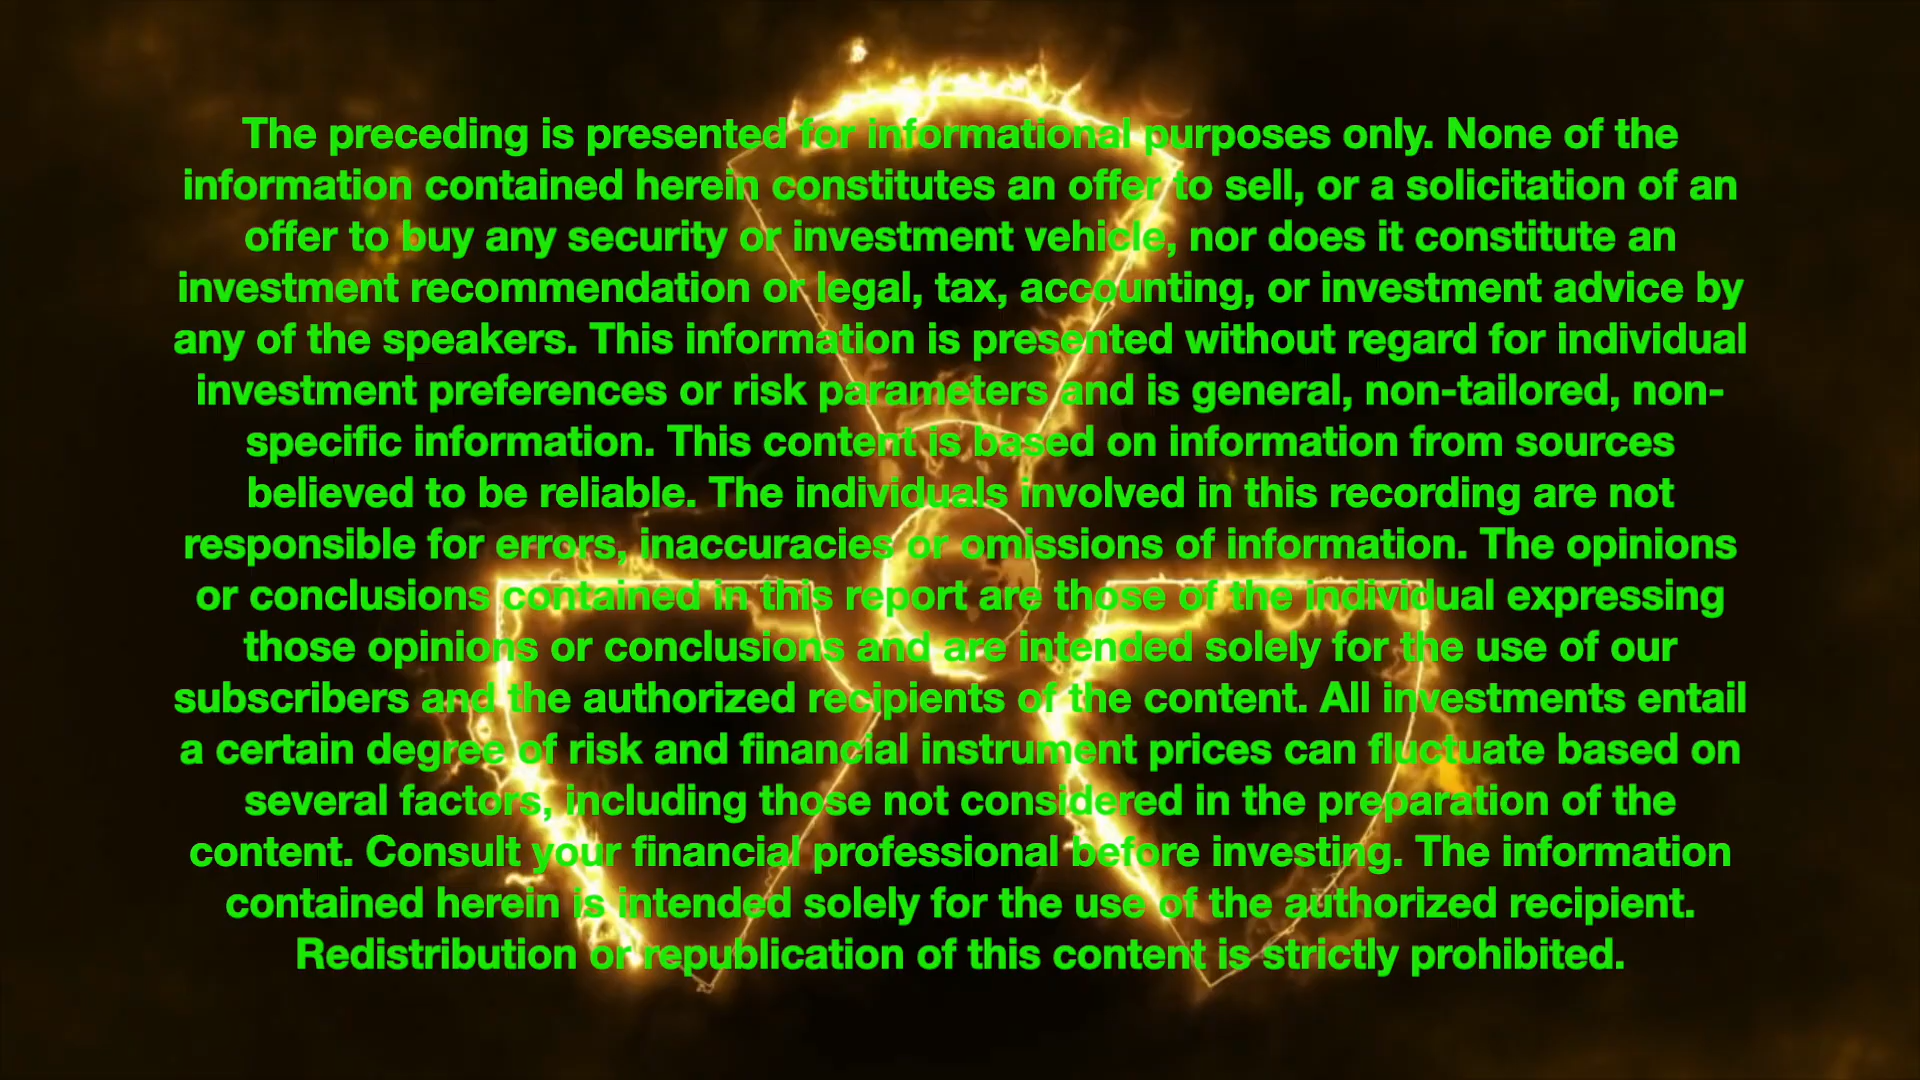 The preceding is presented for informational purposes only. None of the
information contained herein constitutes an offer to sell, or a solicitation of an
offer to buy any security or investment vehicle, nor does it constitute an
investment recommendation or legal, tax, accounting, or investment advice by
any of the speakers. This information is presented without regard for individual
investment preferences or risk parameters and is general, non-tailored, non-
specific information. This content is based on information from sources
believed to be reliable. The individuals involved in this recording are not
responsible for errors, inaccuracies or omissions of information. The opinions
or conclusions contained in this report are those of the individual expressing
those opinions or conclusions and are intended solely for the use of our
subscribers and the authorized recipients of the content. All investments entail
a certain degree of risk and financial instrument prices can fluctuate based on
several factors, including those not considered in the preparation of the
content. Consult your financial professional before investing. The information
contained herein is intended solely for the use of the authorized recipient.
Redistribution or republication of this content is strictly prohibited.